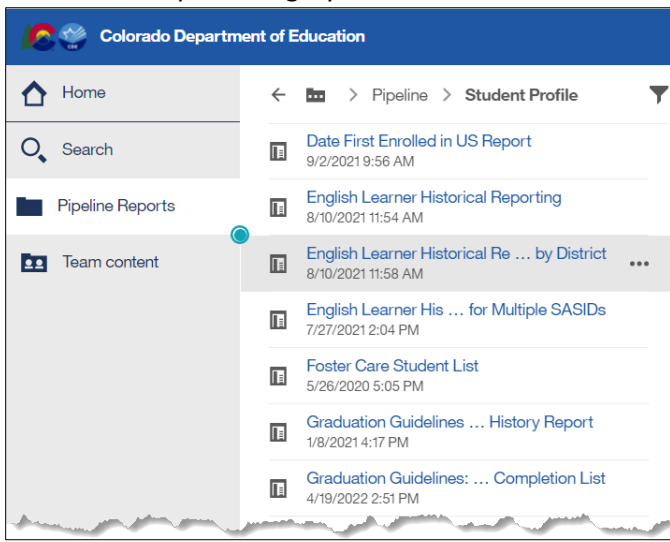 Colorado Department of Education
Home
Search
Pipeline Reports
Team content
Pipeline > Student Profile
Date First Enrolled in US Report
9/2/2021 9:56 AM
English Learner Historical Reporting
8/10/2021 11:54 AM
English Learner Historical Re ... by District
8/10/2021 11:58 AM
English Learner His ... for Multiple SASIDs
7/27/2021 2:04 PM
Foster Care Student List
5/26/2020 5:05 PM
Graduation Guidelines ... History Report
1/8/2021 4:17 PM
Graduation Guidelines: ... Completion List
4/19/2022 2:51 PM